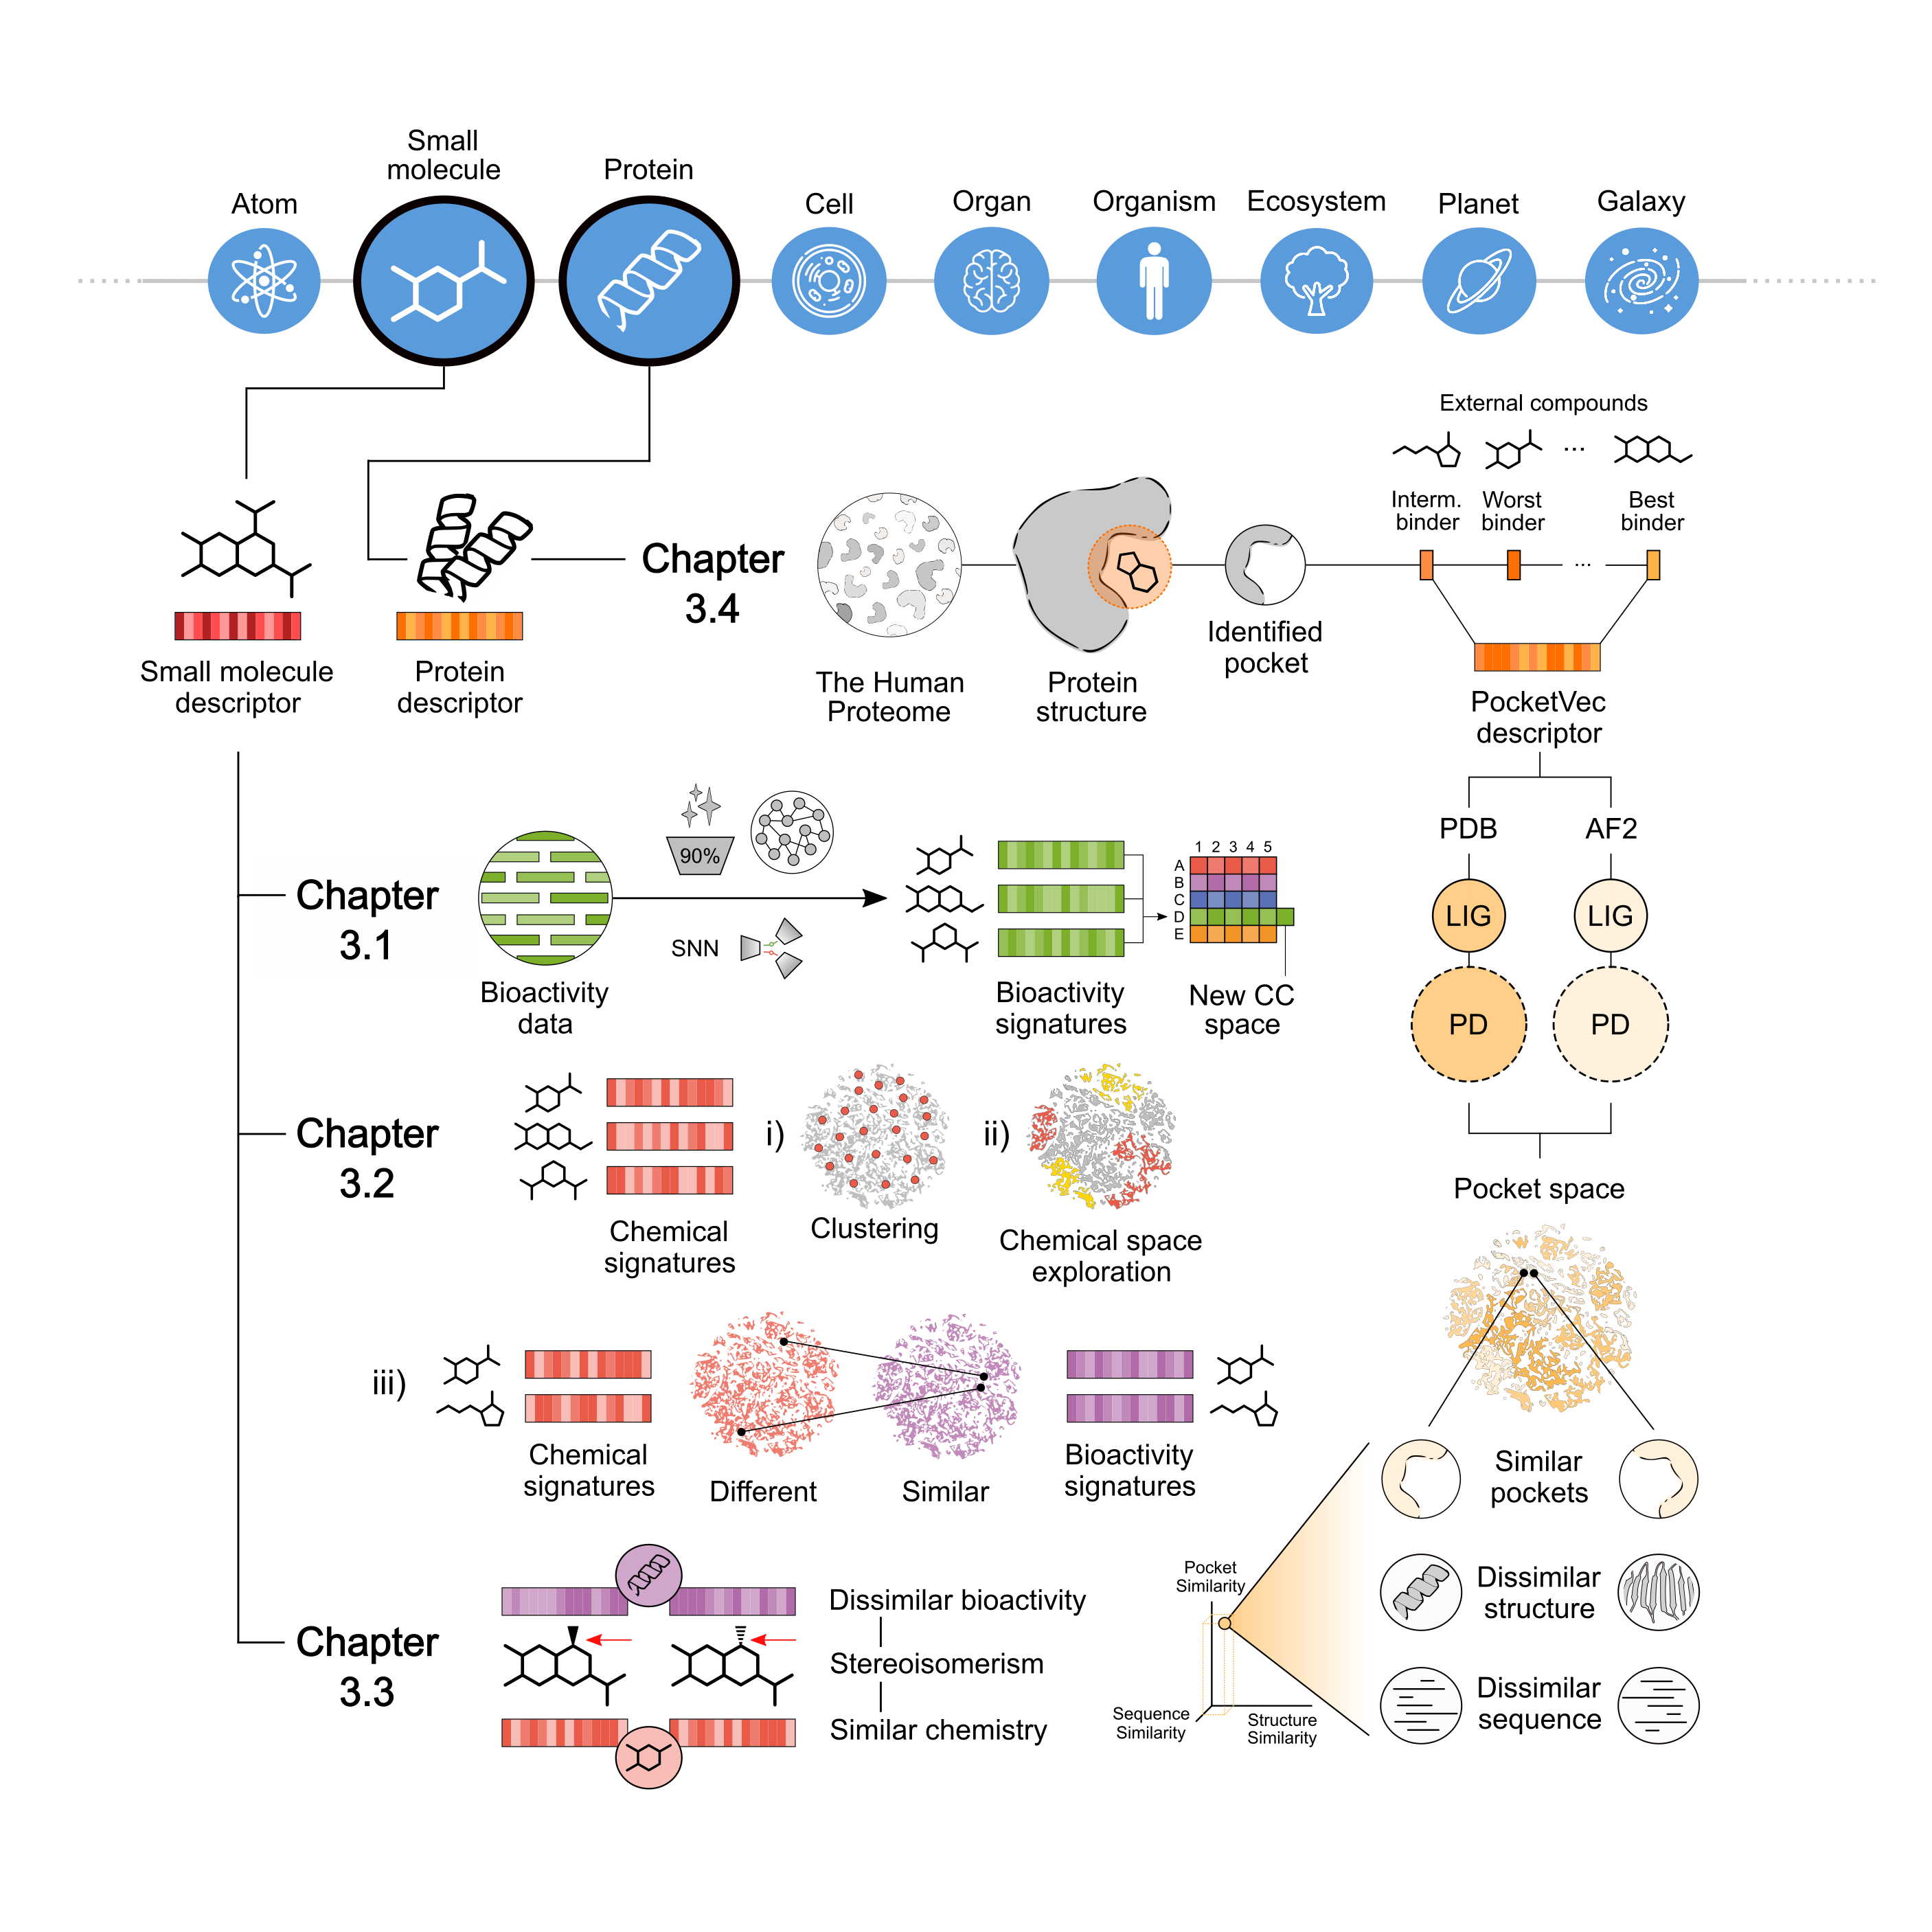 Small
molecule
Protein
Atom
Cell
Organ
Organism
Ecosystem
Planet
Galaxy
External compounds
...
Interm.
binder
Worst
binder
Best
binder
...
Chapter
3.4
Small molecule
descriptor
Protein
descriptor
The Human
Proteome
Protein
structure
Identified
pocket
PocketVec
descriptor
PDB
AF2
LIG
LIG
PD
PD
Pocket space
Chapter
3.1
Bioactivity
data
90%
SNN
Bioactivity
signatures
1 2 3 4 5
A
B
C
D
E
New CC
space
Chapter
3.2
Chemical
signatures
i)
Clustering
ii)
Chemical space
exploration
iii)
Chemical
signatures
Different
Similar
Bioactivity
signatures
Similar
pockets
Dissimilar
structure
Dissimilar
sequence
Pocket
Similarity
Sequence
Similarity
Structure
Similarity
Chapter
3.3
Dissimilar bioactivity
Stereoisomerism
Similar chemistry